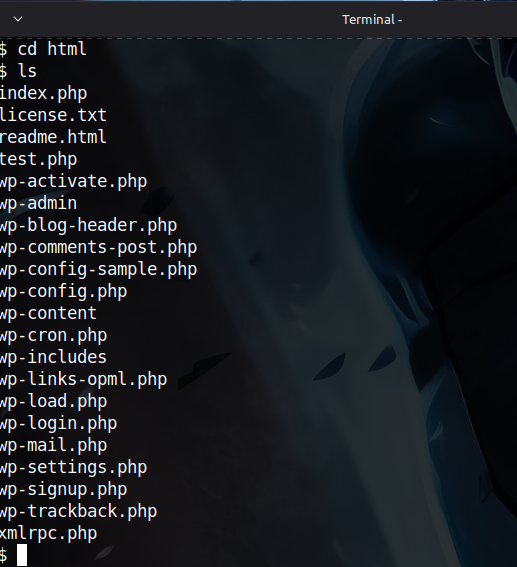 Terminal -
$ cd html
$ ls
index.php
license.txt
readme.html
test.php
wp-activate.php
wp-admin
wp-blog-header.php
wp-comments-post.php
wp-config-sample.php
wp-config.php
wp-content
wp-cron.php
wp-includes
wp-links-opml.php
wp-load.php
wp-login.php
wp-mail.php
wp-settings.php
wp-signup.php
wp-trackback.php
xmlrpc.php
$